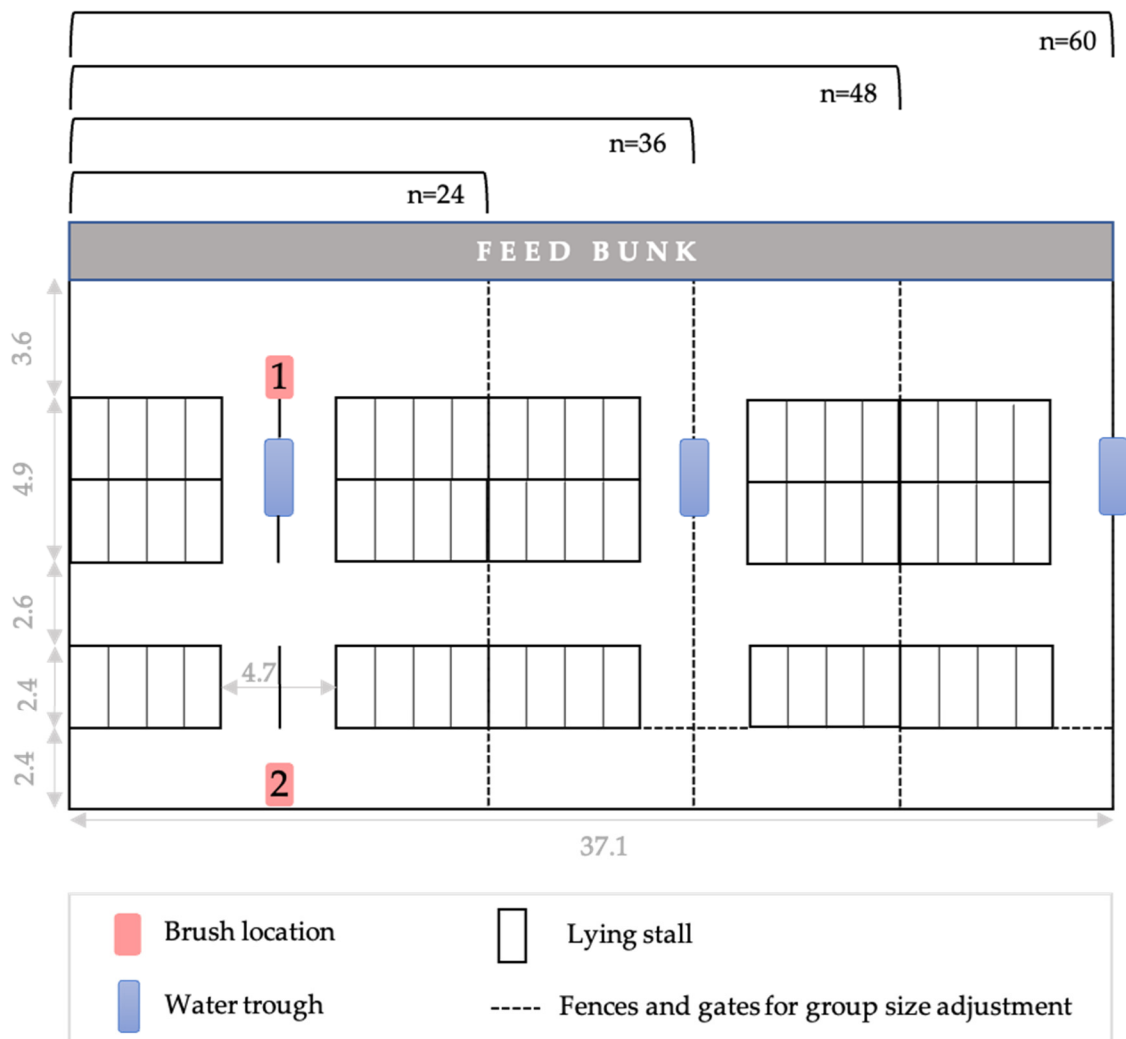 n=60
n=48
n=36
n=24
FEED BUNK
3.6
1
4.9
2.6
4.7
2.4
2.4
2
37.1
Brush location
Lying stall
Water trough
Fences and gates for group size adjustment